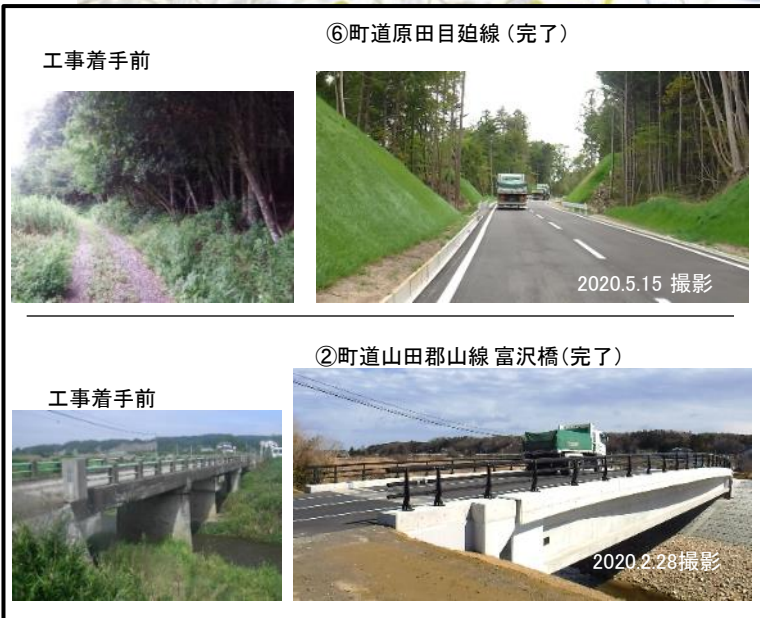 ⑥町道原田目廹線（完了）
工事着手前
2020.5.15 撮影
②町道山田郡山線 富沢橋(完了)
工事着手前
2020.2.28撮影